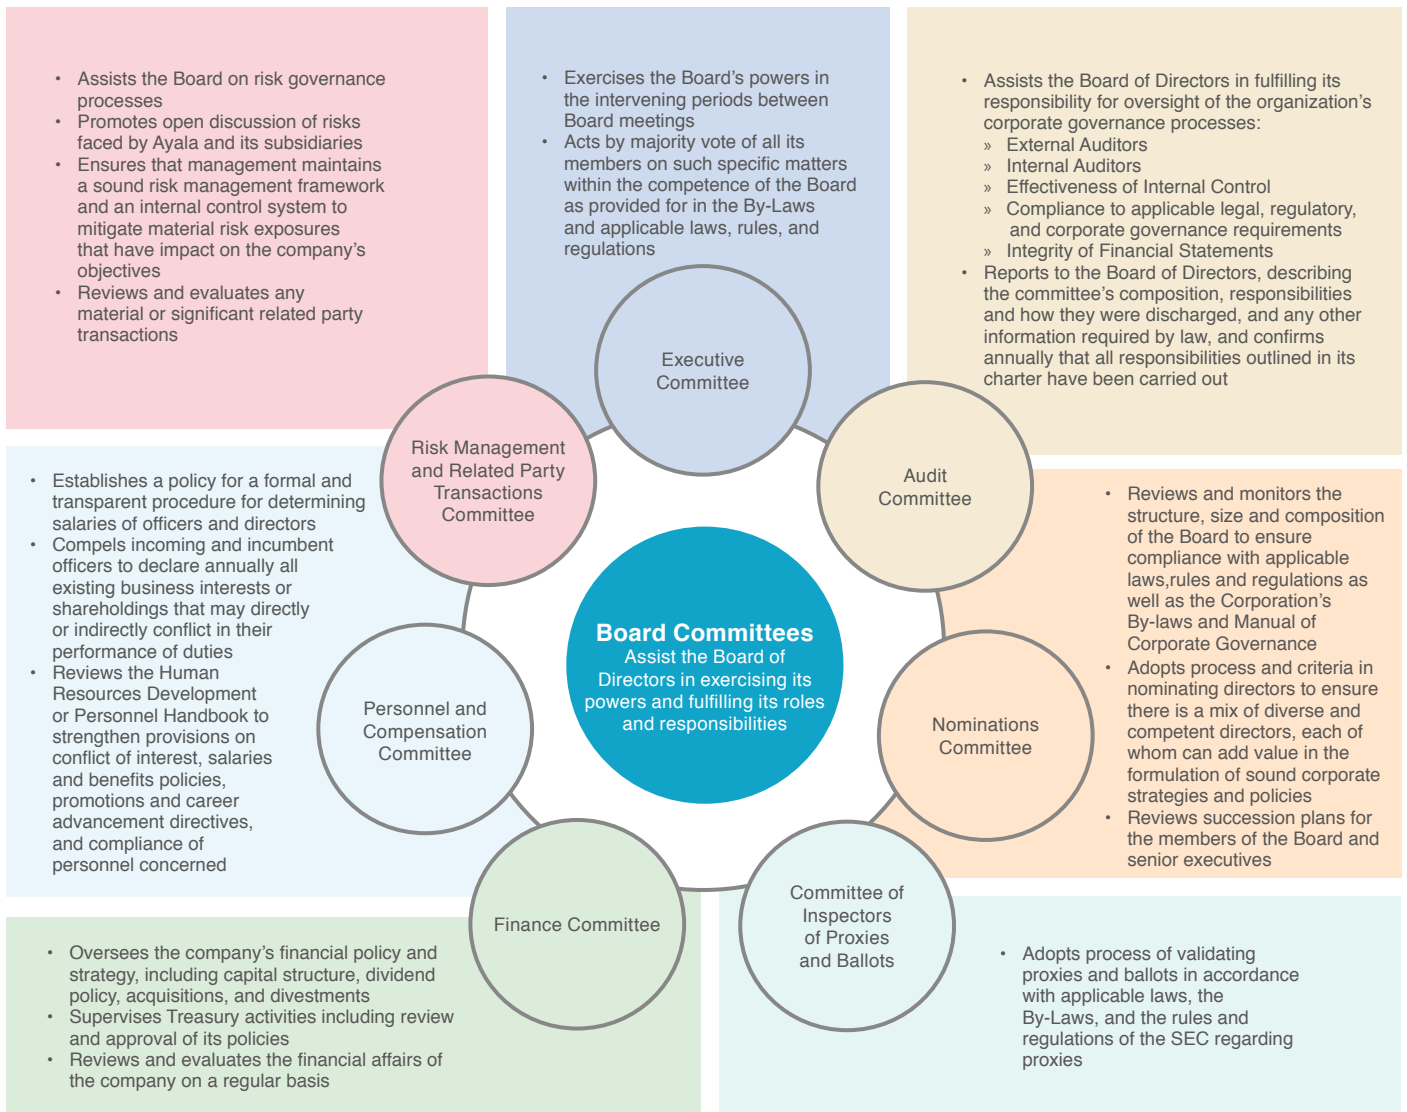 • Assists the Board on risk governance
processes
• Promotes open discussion of risks
faced by Ayala and its subsidiaries
• Ensures that management maintains
a sound risk management framework
and an internal control system to
mitigate material risk exposures
that have impact on the company's
objectives
• Reviews and evaluates any
material or significant related party
transactions
• Exercises the Board's powers in
the intervening periods between
Board meetings
• Acts by majority vote of all its
members on such specific matters
within the competence of the Board
as provided for in the By-Laws
and applicable laws, rules, and
regulations
• Assists the Board of Directors in fulfilling its
responsibility for oversight of the organization's
corporate governance processes:
» External Auditors
» Internal Auditors
» Effectiveness of Internal Control
» Compliance to applicable legal, regulatory,
and corporate governance requirements
» Integrity of Financial Statements
• Reports to the Board of Directors, describing
the committee's composition, responsibilities
and how they were discharged, and any other
information required by law, and confirms
annually that all responsibilities outlined in its
charter have been carried out
Executive
Committee
Risk Management
and Related Party
Transactions
Committee
Audit
Committee
• Establishes a policy for a formal and
transparent procedure for determining
salaries of officers and directors
• Compels incoming and incumbent
officers to declare annually all
existing business interests or
shareholdings that may directly
or indirectly conflict in their
performance of duties
• Reviews the Human
Resources Development
or Personnel Handbook to
strengthen provisions on
conflict of interest, salaries
and benefits policies,
promotions and career
advancement directives,
and compliance of
personnel concerned
Personnel and
Compensation
Committee
Board Committees
Assist the Board of
Directors in exercising its
powers and fulfilling its roles
and responsibilities
Nominations
Committee
• Reviews and monitors the
structure, size and composition
of the Board to ensure
compliance with applicable
laws,rules and regulations as
well as the Corporation's
By-laws and Manual of
Corporate Governance
• Adopts process and criteria in
nominating directors to ensure
there is a mix of diverse and
competent directors, each of
whom can add value in the
formulation of sound corporate
strategies and policies
• Reviews succession plans for
the members of the Board and
senior executives
Finance Committee
Committee of
Inspectors
of Proxies
and Ballots
• Oversees the company's financial policy and
strategy, including capital structure, dividend
policy, acquisitions, and divestments
• Supervises Treasury activities including review
and approval of its policies
• Reviews and evaluates the financial affairs of
the company on a regular basis
• Adopts process of validating
proxies and ballots in accordance
with applicable laws, the
By-Laws, and the rules and
regulations of the SEC regarding
proxies